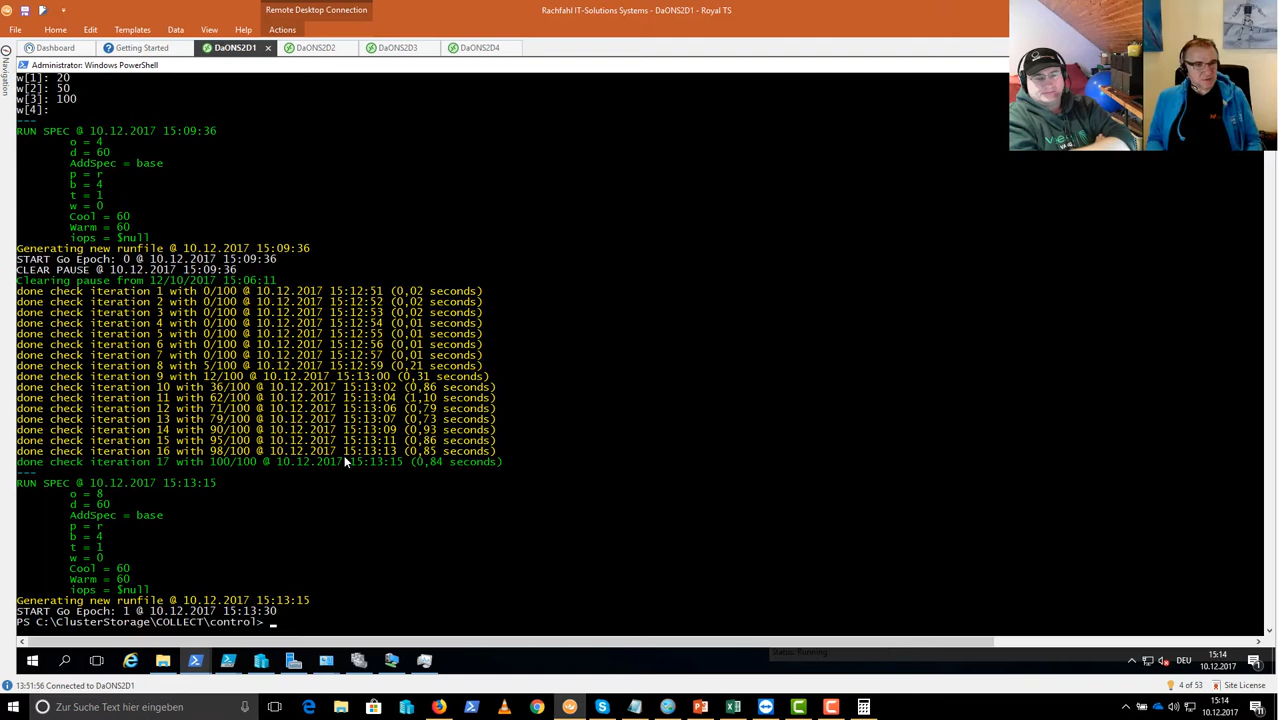 Remote Desktop Connection
Rachfahl IT-Solutions Systems - DaONS2D1 - Royal TS
File Home Edit Templates Data View Help Actions
Dashboard Getting Started DaONS2D1 DaONS2D2 DaONS2D3 DaONS2D4
Navigation
Administrator: Windows PowerShell
w[1]: 20
w[2]: 50
w[3]: 100
w[4]:
---
RUN SPEC @ 10.12.2017 15:09:36
o = 4
d = 60
AddSpec = base
p = r
b = 4
t = 1
w = 0
Cool = 60
Warm = 60
iops = $null
Generating new runfile @ 10.12.2017 15:09:36
START Go Epoch: 0 @ 10.12.2017 15:09:36
CLEAR PAUSE @ 10.12.2017 15:09:36
Clearing pause from 12/10/2017 15:06:11
done check iteration 1 with 0/100 @ 10.12.2017 15:12:51 (0,02 seconds)
done check iteration 2 with 0/100 @ 10.12.2017 15:12:52 (0,02 seconds)
done check iteration 3 with 0/100 @ 10.12.2017 15:12:53 (0,02 seconds)
done check iteration 4 with 0/100 @ 10.12.2017 15:12:54 (0,01 seconds)
done check iteration 5 with 0/100 @ 10.12.2017 15:12:55 (0,01 seconds)
done check iteration 6 with 0/100 @ 10.12.2017 15:12:56 (0,01 seconds)
done check iteration 7 with 0/100 @ 10.12.2017 15:12:57 (0,01 seconds)
done check iteration 8 with 5/100 @ 10.12.2017 15:12:59 (0,21 seconds)
done check iteration 9 with 12/100 @ 10.12.2017 15:13:00 (0,31 seconds)
done check iteration 10 with 36/100 @ 10.12.2017 15:13:02 (0,86 seconds)
done check iteration 11 with 62/100 @ 10.12.2017 15:13:04 (1,10 seconds)
done check iteration 12 with 71/100 @ 10.12.2017 15:13:06 (0,79 seconds)
done check iteration 13 with 79/100 @ 10.12.2017 15:13:07 (0,73 seconds)
done check iteration 14 with 90/100 @ 10.12.2017 15:13:09 (0,93 seconds)
done check iteration 15 with 95/100 @ 10.12.2017 15:13:11 (0,86 seconds)
done check iteration 16 with 98/100 @ 10.12.2017 15:13:13 (0,85 seconds)
done check iteration 17 with 100/100 @ 10.12.2017 15:13:15 (0,84 seconds)
---
RUN SPEC @ 10.12.2017 15:13:15
o = 8
d = 60
AddSpec = base
p = r
b = 4
t = 1
w = 0
Cool = 60
Warm = 60
iops = $null
Generating new runfile @ 10.12.2017 15:13:15
START Go Epoch: 1 @ 10.12.2017 15:13:30
PS C:\ClusterStorage\COLLECT\control> _
Status: Running
DEU 15:14
10.12.2017
13:51:56 Connected to DaONS2D1 4 of 53 Site License
Zur Suche Text hier eingeben 15:14
10.12.2017